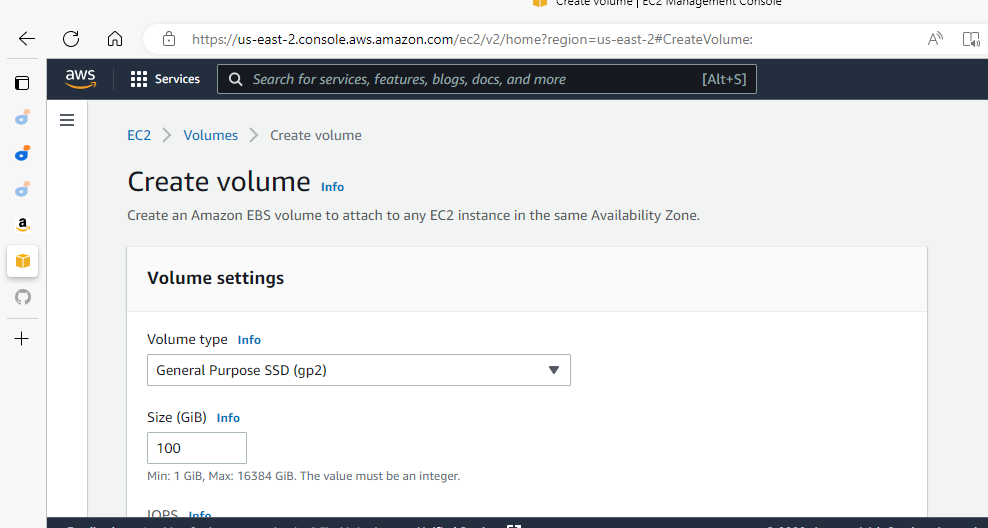 Create volume | EC2 Management Console
https://us-east-2.console.aws.amazon.com/ec2/v2/home?region=us-east-2#CreateVolume:
aws
Services
Search for services, features, blogs, docs, and more
[Alt+S]
EC2 > Volumes > Create volume
Create volume Info
Create an Amazon EBS volume to attach to any EC2 instance in the same Availability Zone.
Volume settings
Volume type Info
General Purpose SSD (gp2)
Size (GiB) Info
100
Min: 1 GiB, Max: 16384 GiB. The value must be an integer.
IOPS Info